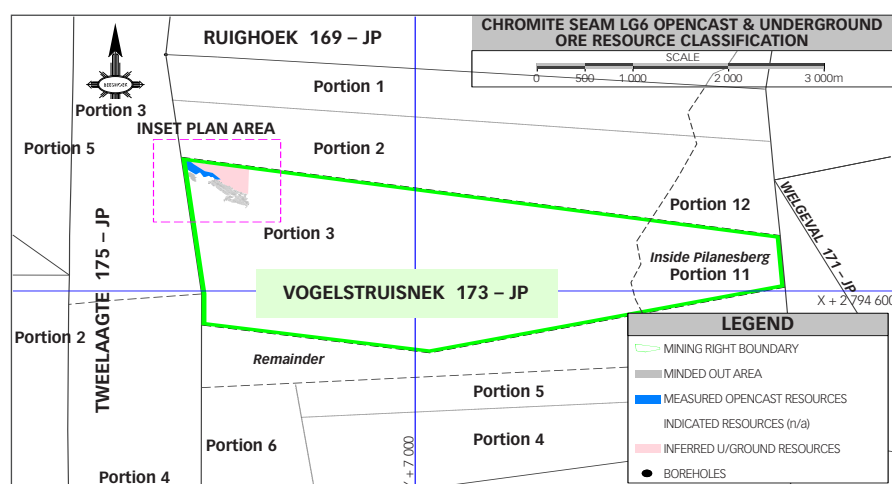 CHROMITE SEAM LG6 OPENCAST & UNDERGROUND
ORE RESOURCE CLASSIFICATION
SCALE
0 500 1 000 2 000 3 000m
RUIGHOEK 169 – JP
Portion 1
Portion 3
INSET PLAN AREA
Portion 5
Portion 2
Portion 12
WELGEVAL 171 – JP
Portion 3
Inside Pilanesberg
Portion 11
TWEELAAGTE 175 – JP
VOGELSTRUISNEK 173 – JP
X + 2 794 600
Portion 2
Remainder
Portion 5
Portion 6
Portion 4
Y + 7 000
Portion 4
LEGEND
MINING RIGHT BOUNDARY
MINDED OUT AREA
MEASURED OPENCAST RESOURCES
INDICATED RESOURCES (n/a)
INFERRED U/GROUND RESOURCES
BOREHOLES